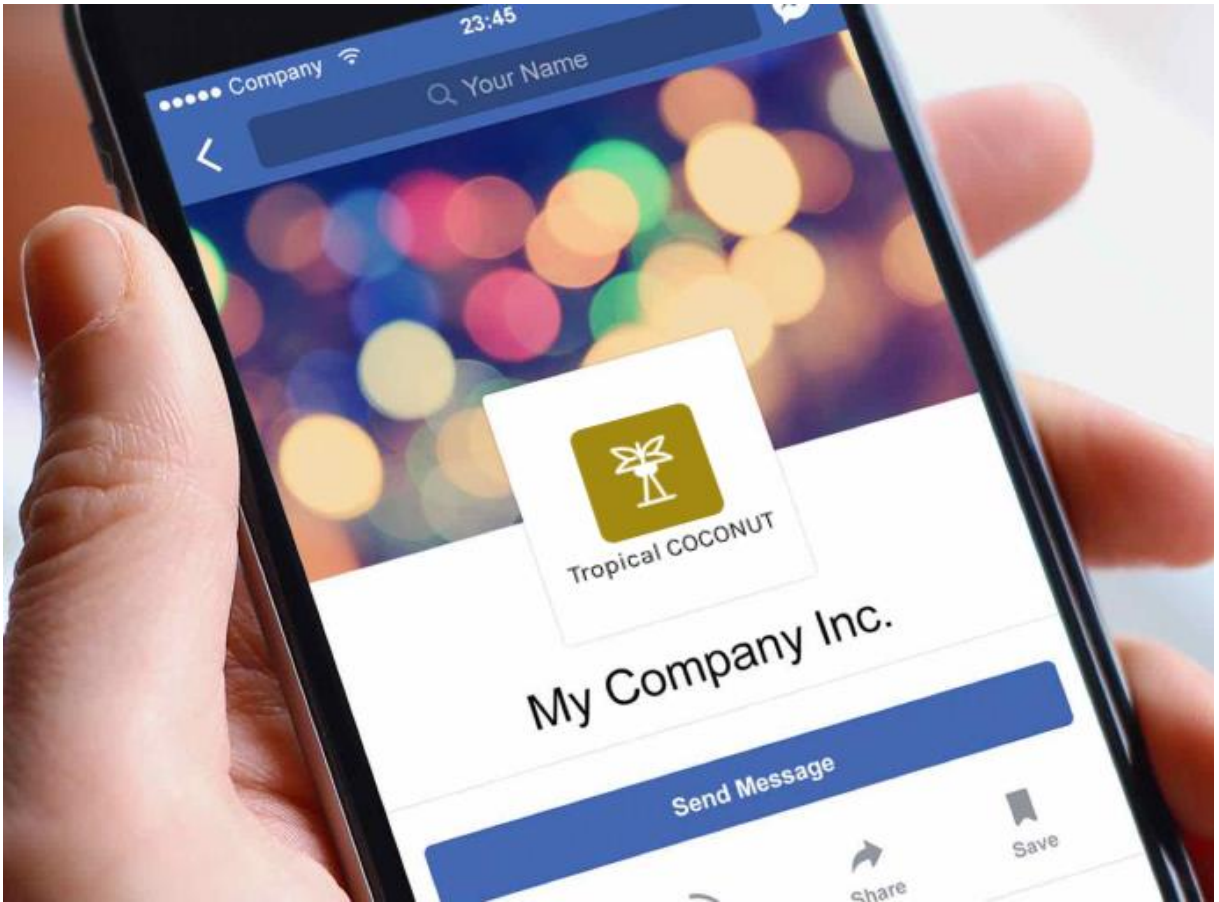 23:45
Company
Your Name
Tropical COCONUT
My Company Inc.
Send Message
Share
Save